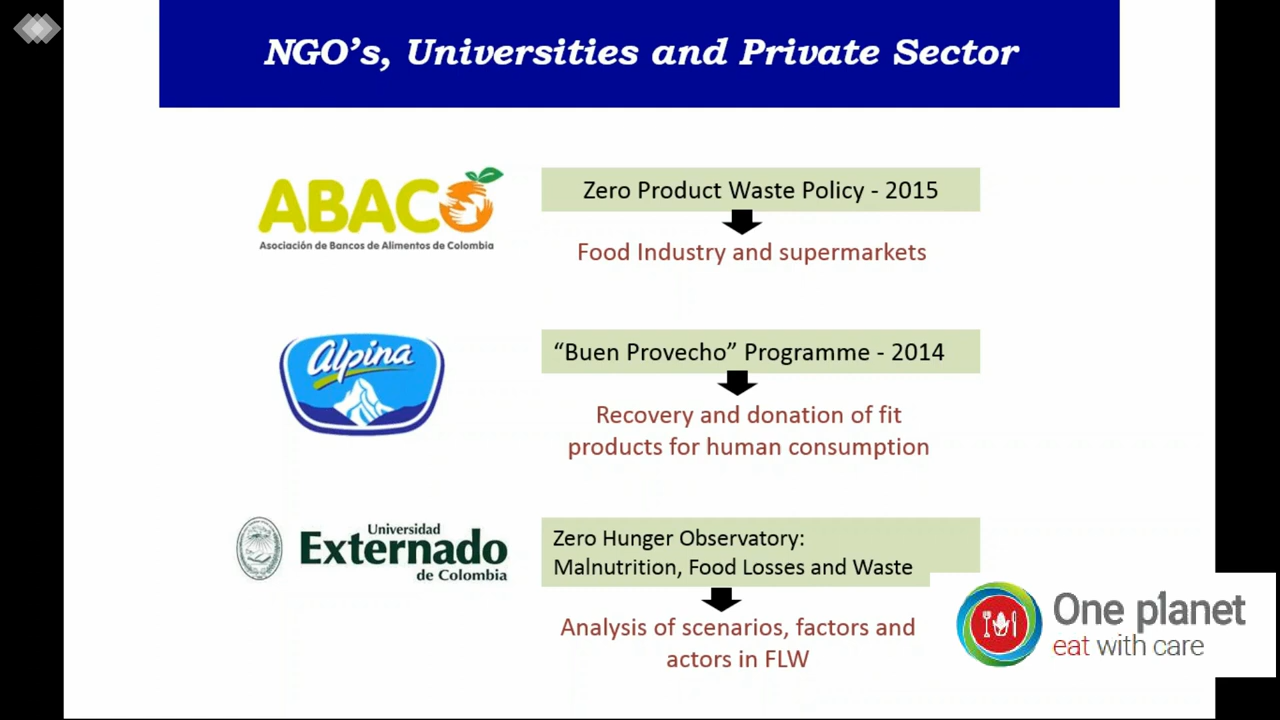 NGO’s, Universities and Private Sector
ABACO
Asociación de Bancos de Alimentos de Colombia
Zero Product Waste Policy - 2015
Food Industry and supermarkets
alpina
“Buen Provecho” Programme - 2014
Recovery and donation of fit
products for human consumption
Universidad
Externado
de Colombia
Zero Hunger Observatory:
Malnutrition, Food Losses and Waste
Analysis of scenarios, factors and
actors in FLW
One planet
eat with care